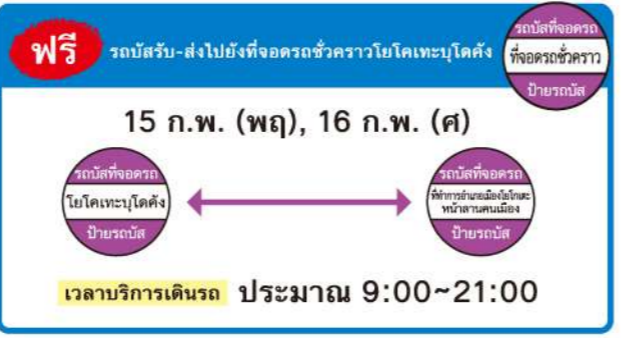 ฟรี
รถบัสรับ-ส่งไปยังที่จอดรถชั่วคราวโยโคเทะบุโดคัง
รถบัสที่จอดรถ
ที่จอดรถชั่วคราว
ป้ายรถบัส
15 ก.พ. (พฤ), 16 ก.พ. (ศ)
รถบัสที่จอดรถ
โยโคเทะบุโดคัง
ป้ายรถบัส
รถบัสที่จอดรถ
ที่ทำการอำเภอเมืองโยโกเตะ
หน้าลานคนเมือง
ป้ายรถบัส
เวลาบริการเดินรถ ประมาณ 9:00~21:00